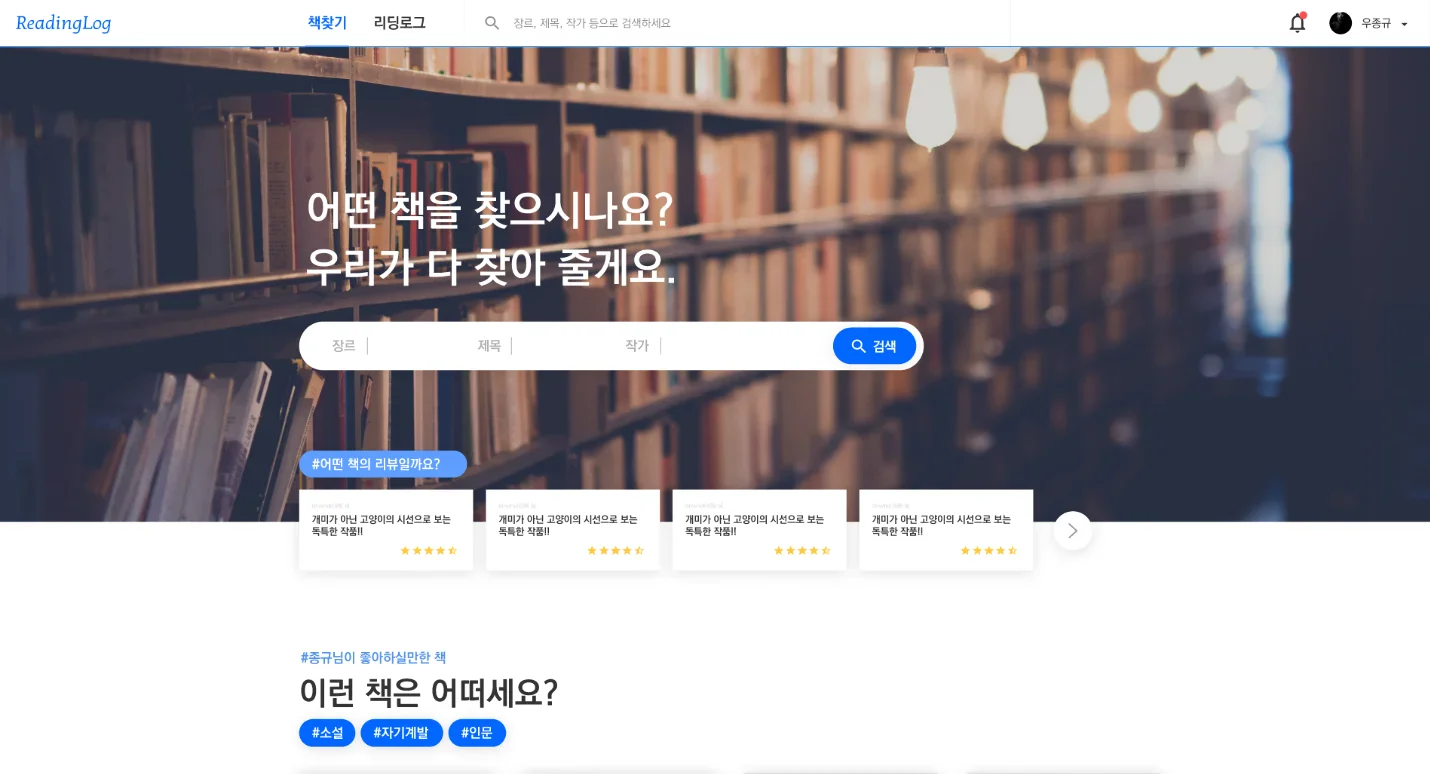 ReadingLog
책찾기
리딩로그
장르, 제목, 작가 등으로 검색하세요
우종규
어떤 책을 찾으시나요?
우리가 다 찾아 줄게요.
장르
제목
작가
검색
#어떤 책의 리뷰일까요?
개미가 아닌 고양이의 시선으로 보는
독특한 작품!!
개미가 아닌 고양이의 시선으로 보는
독특한 작품!!
개미가 아닌 고양이의 시선으로 보는
독특한 작품!!
개미가 아닌 고양이의 시선으로 보는
독특한 작품!!
#종규님이 좋아하실만한 책
이런 책은 어떠세요?
#소설
#자기계발
#인문